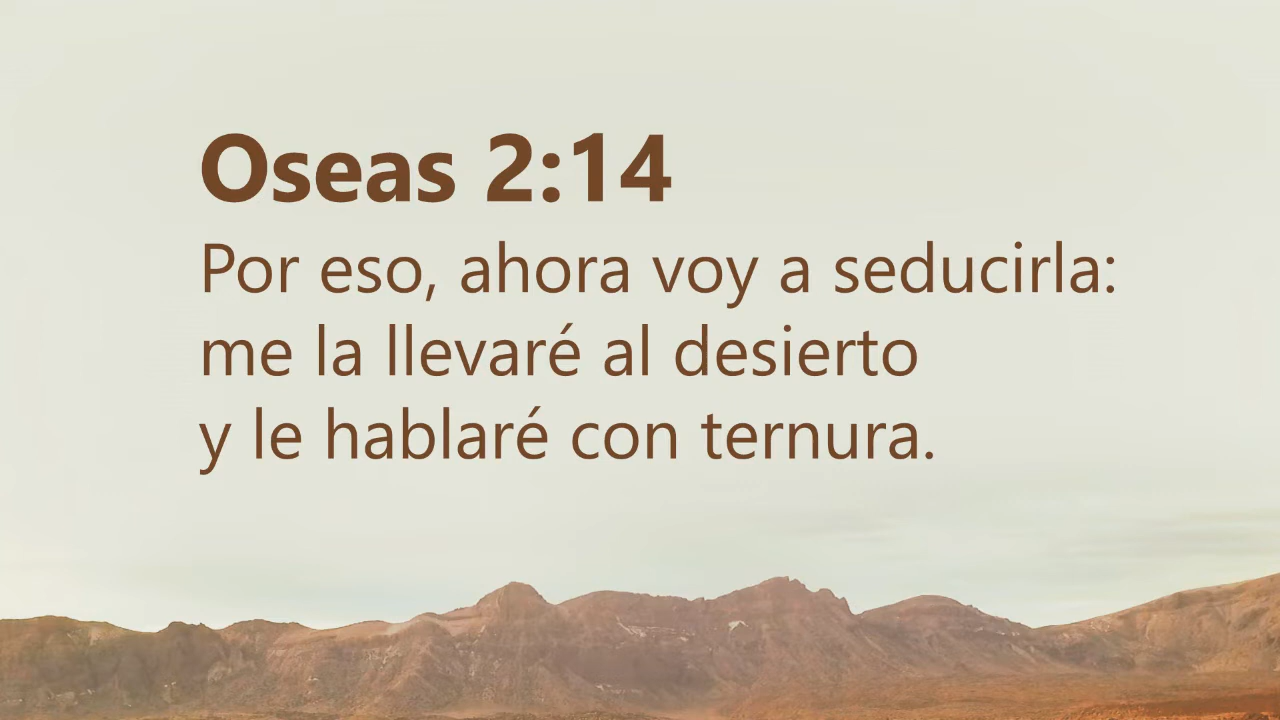 Oseas 2:14
Por eso, ahora voy a seducirla:
me la llevaré al desierto
y le hablaré con ternura.